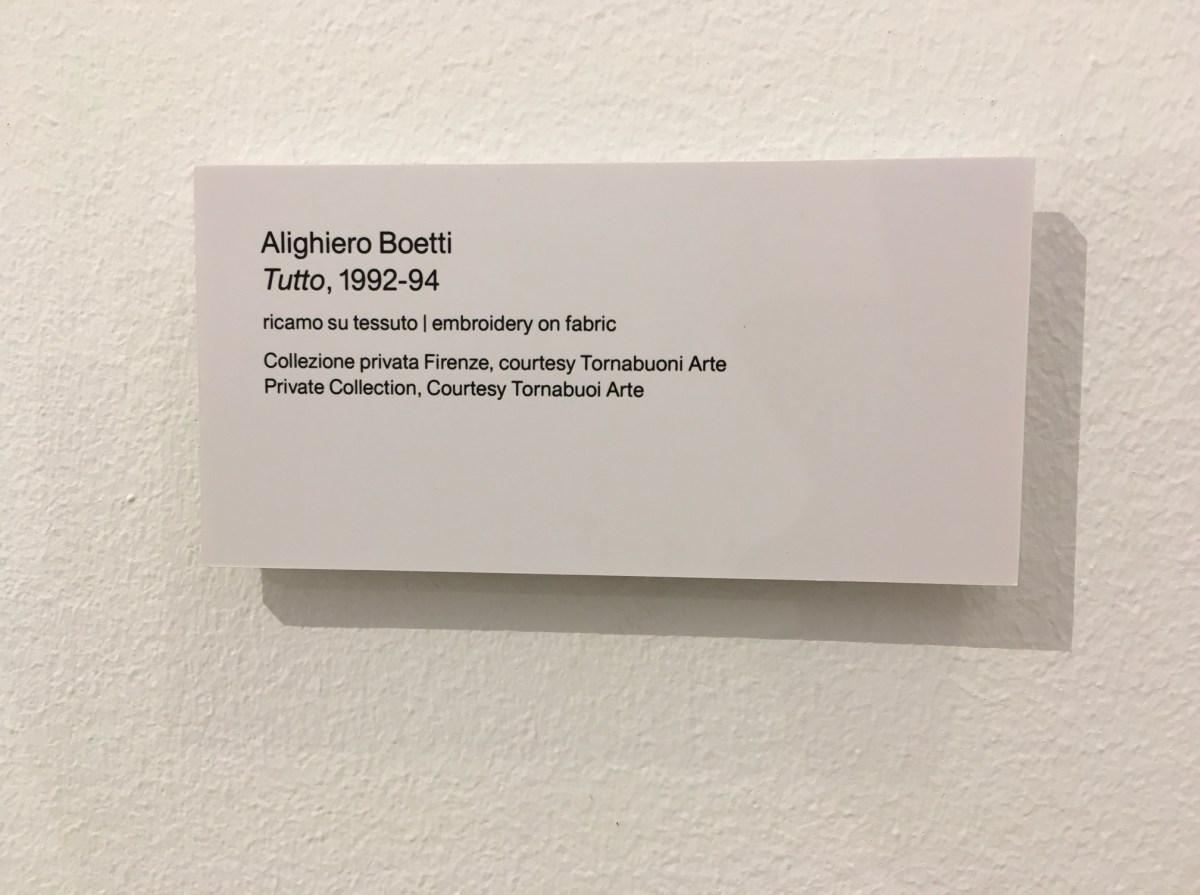 Alighiero Boetti
Tutto, 1992-94
ricamo su tessuto | embroidery on fabric
Collezione privata Firenze, courtesy Tornabuoni Arte
Private Collection, Courtesy Tornabuoi Arte